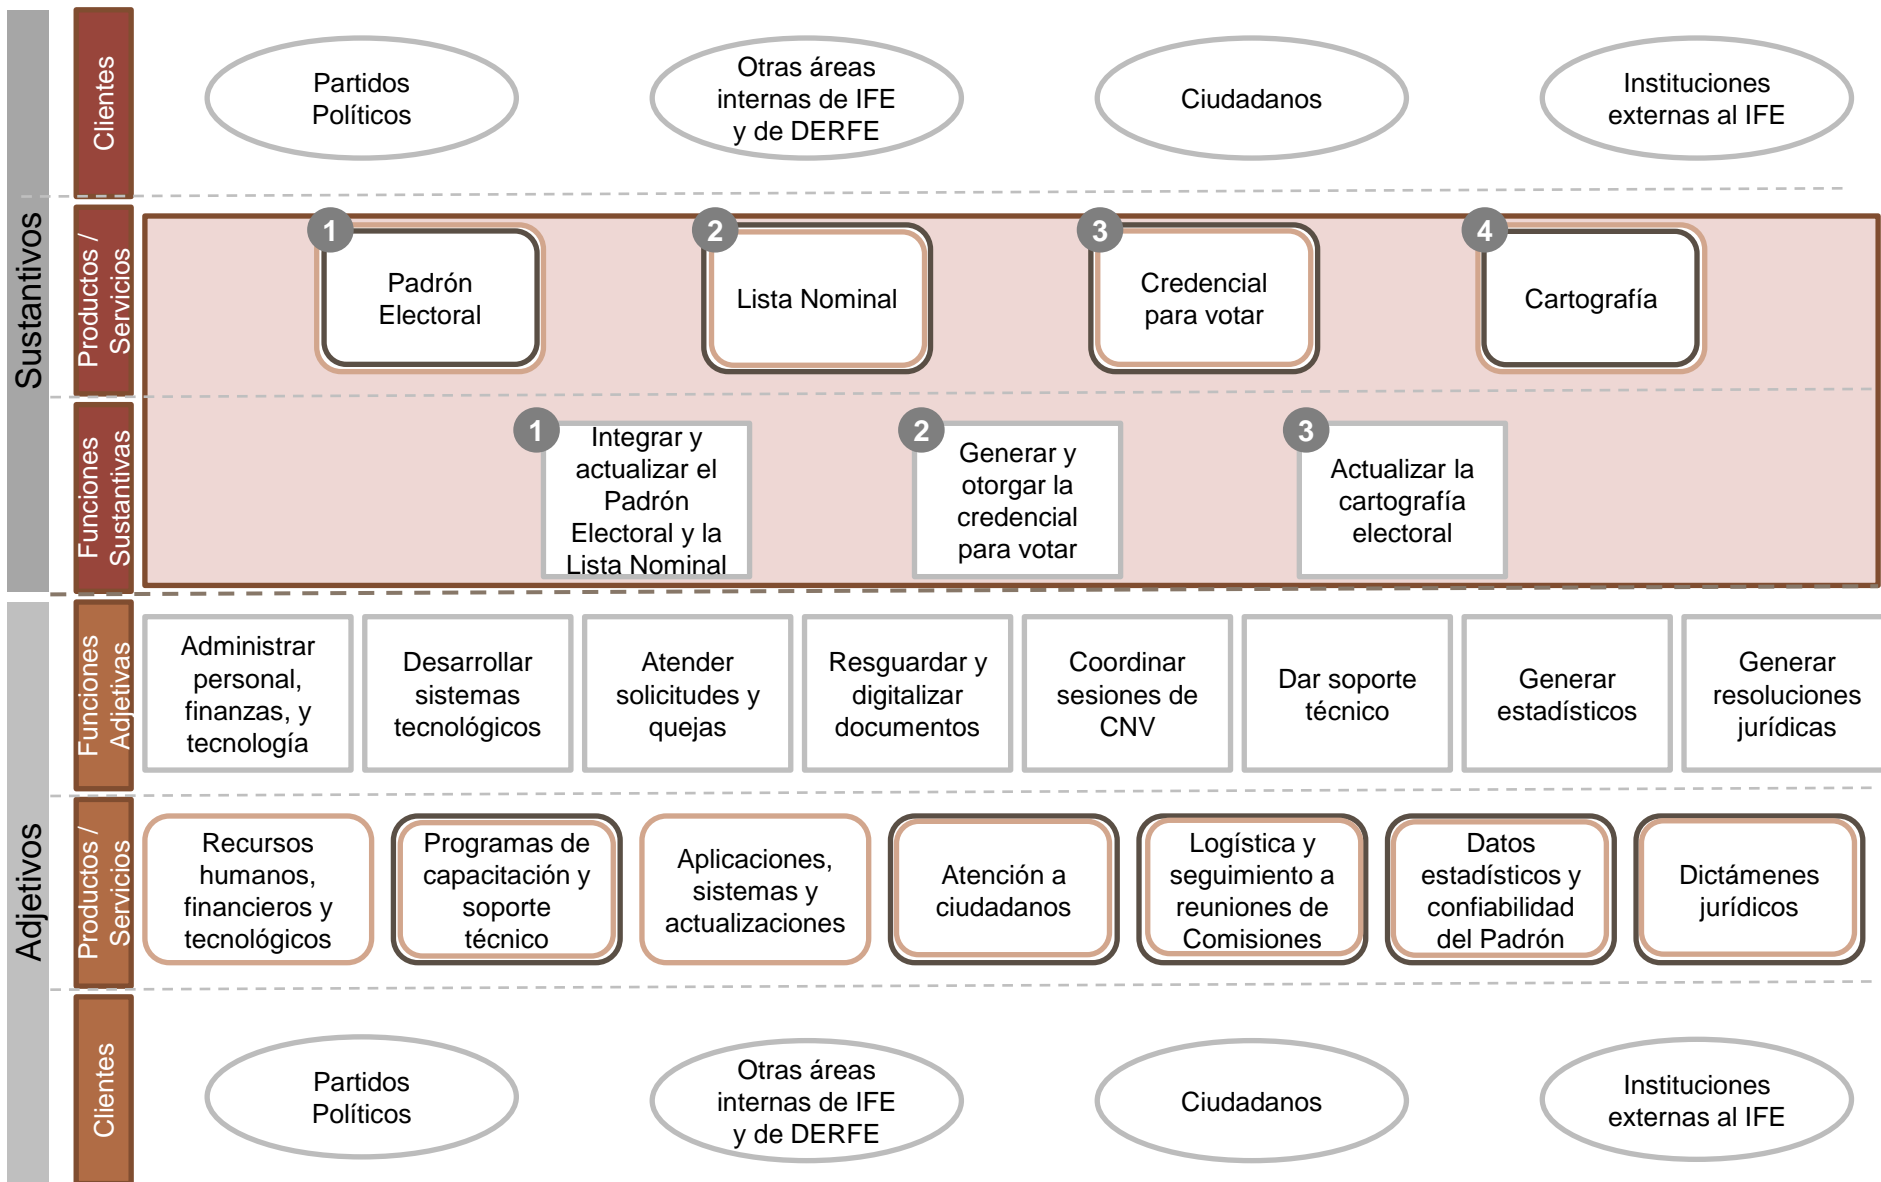 Sustantivos
Clientes
Partidos
Políticos
Otras áreas
internas de IFE
y de DERFE
Ciudadanos
Instituciones
externas al IFE
Productos /
Servicios
1
Padrón
Electoral
2
Lista Nominal
3
Credencial
para votar
4
Cartografía
Funciones
Sustantivas
1
Integrar y
actualizar el
Padrón
Electoral y la
Lista Nominal
2
Generar y
otorgar la
credencial
para votar
3
Actualizar la
cartografía
electoral
Adjetivos
Funciones
Adjetivas
Administrar
personal,
finanzas, y
tecnología
Desarrollar
sistemas
tecnológicos
Atender
solicitudes y
quejas
Resguardar y
digitalizar
documentos
Coordinar
sesiones de
CNV
Dar soporte
técnico
Generar
estadísticos
Generar
resoluciones
jurídicas
Productos /
Servicios
Recursos
humanos,
financieros y
tecnológicos
Programas de
capacitación y
soporte
técnico
Aplicaciones,
sistemas y
actualizaciones
Atención a
ciudadanos
Logística y
seguimiento a
reuniones de
Comisiones
Datos
estadísticos y
confiabilidad
del Padrón
Dictámenes
jurídicos
Clientes
Partidos
Políticos
Otras áreas
internas de IFE
y de DERFE
Ciudadanos
Instituciones
externas al IFE